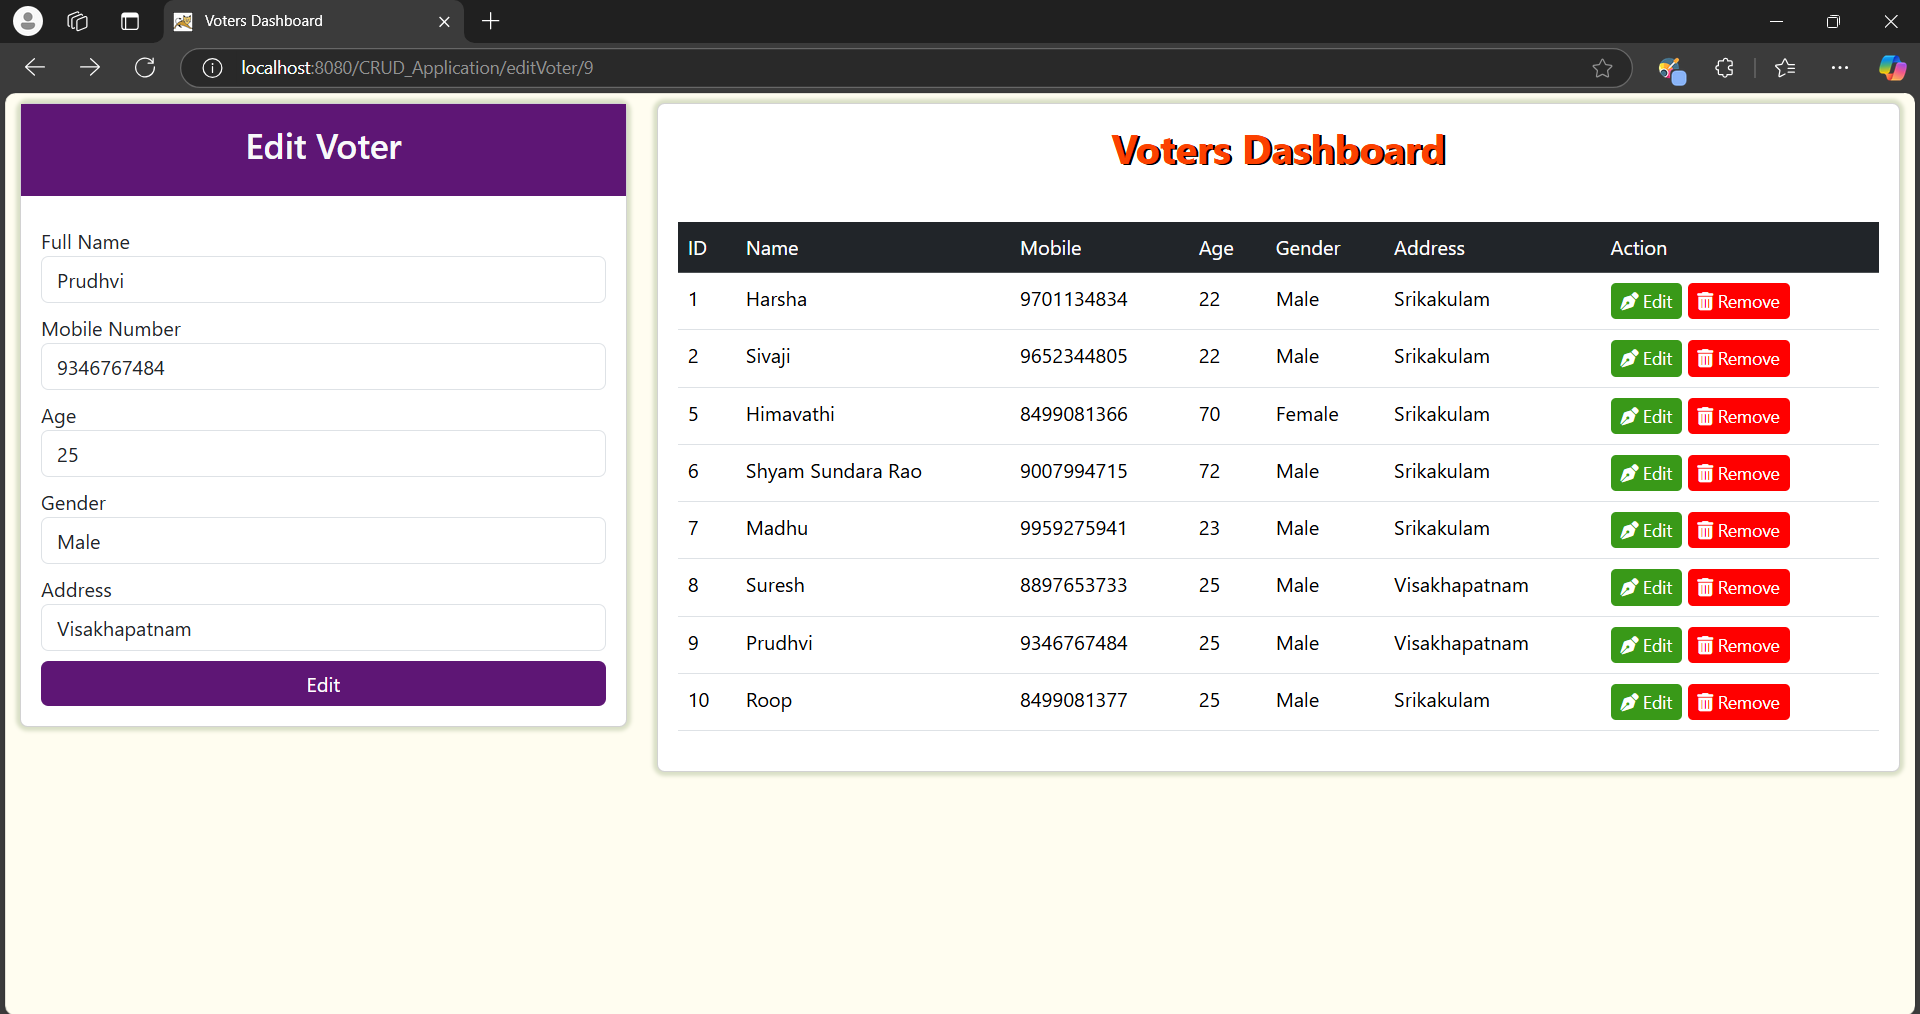 Voters Dashboard
localhost:8080/CRUD_Application/editVoter/9
Edit Voter
Full Name
Prudhvi
Mobile Number
9346767484
Age
25
Gender
Male
Address
Visakhapatnam
Edit
Voters Dashboard
ID Name Mobile Age Gender Address Action
1 Harsha 9701134834 22 Male Srikakulam Edit Remove
2 Sivaji 9652344805 22 Male Srikakulam Edit Remove
5 Himavathi 8499081366 70 Female Srikakulam Edit Remove
6 Shyam Sundara Rao 9007994715 72 Male Srikakulam Edit Remove
7 Madhu 9959275941 23 Male Srikakulam Edit Remove
8 Suresh 8897653733 25 Male Visakhapatnam Edit Remove
9 Prudhvi 9346767484 25 Male Visakhapatnam Edit Remove
10 Roop 8499081377 25 Male Srikakulam Edit Remove